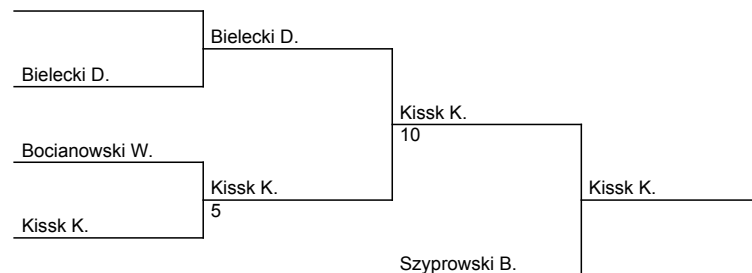 Bielecki D.
Bielecki D.
Kissk K.
10
Bocianowski W.
Kissk K.
Kissk K.
5
Kissk K.
Szyprowski B.